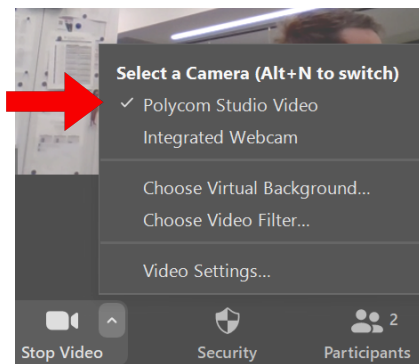 Select a Camera (Alt+N to switch)
✓ Polycom Studio Video
Integrated Webcam
Choose Virtual Background...
Choose Video Filter...
Video Settings...
2
Stop Video
Security
Participants